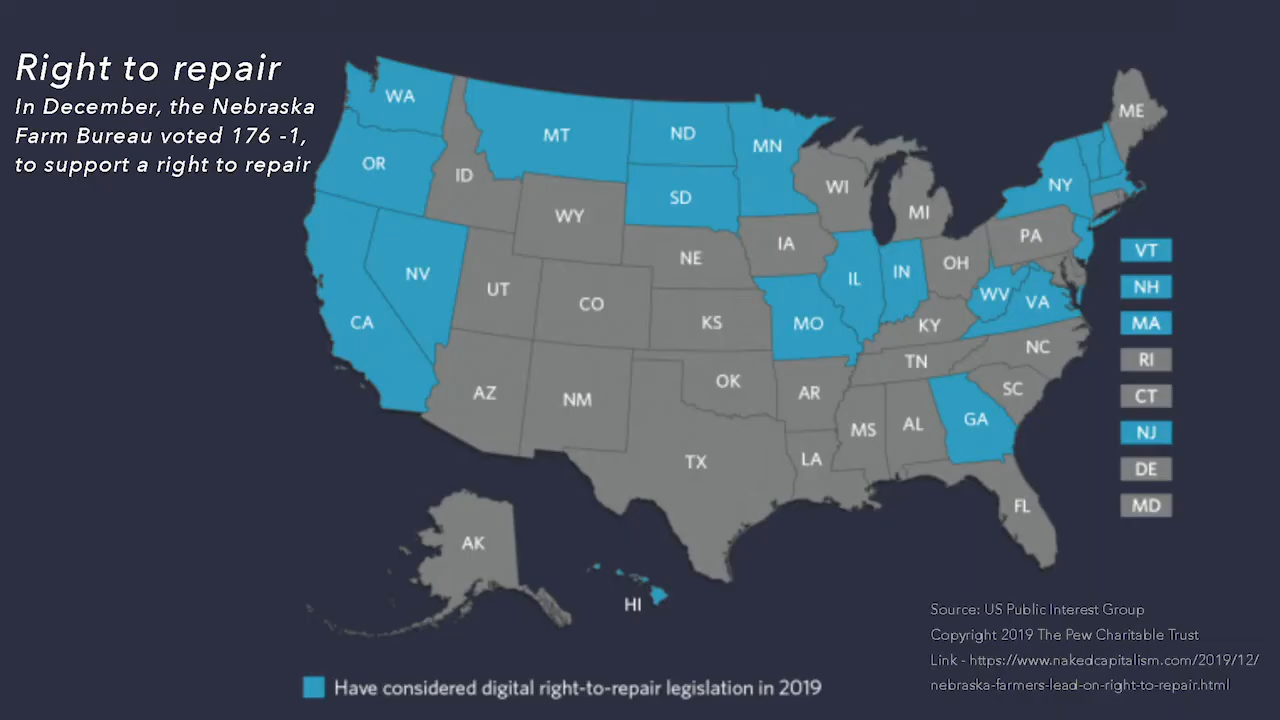 Right to repair
In December, the Nebraska
Farm Bureau voted 176 -1,
to support a right to repair
WA
OR
CA
NV
ID
MT
WY
UT
AZ
CO
NM
ND
SD
NE
KS
OK
TX
MN
IA
MO
AR
LA
WI
IL
MS
MI
IN
KY
TN
AL
OH
WV
VA
NC
SC
GA
FL
PA
NY
ME
VT
NH
MA
RI
CT
NJ
DE
MD
AK
HI
Source: US Public Interest Group
Copyright 2019 The Pew Charitable Trust
Link - https://www.nakedcapitalism.com/2019/12/
nebraska-farmers-lead-on-right-to-repair.html
Have considered digital right-to-repair legislation in 2019